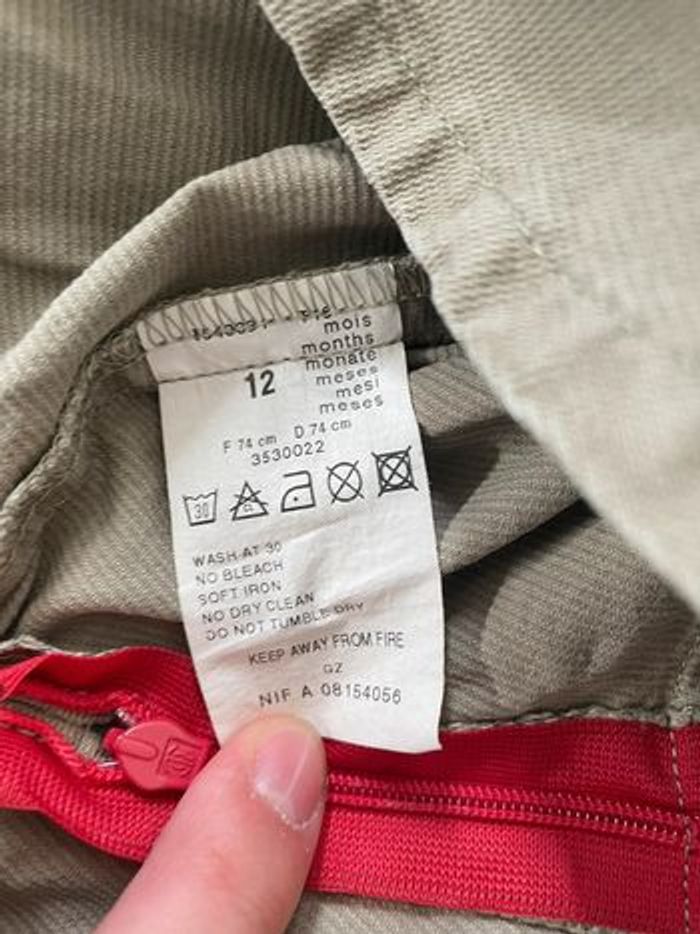 mois
months
12 monate
meses
mesi
meses
F 74 cm D 74 cm
3530022
30 CL
WASH AT 30
NO BLEACH
SOFT IRON
NO DRY CLEAN
DO NOT TUMBLE DRY
KEEP AWAY FROM FIRE
GZ
NIF A 08154056